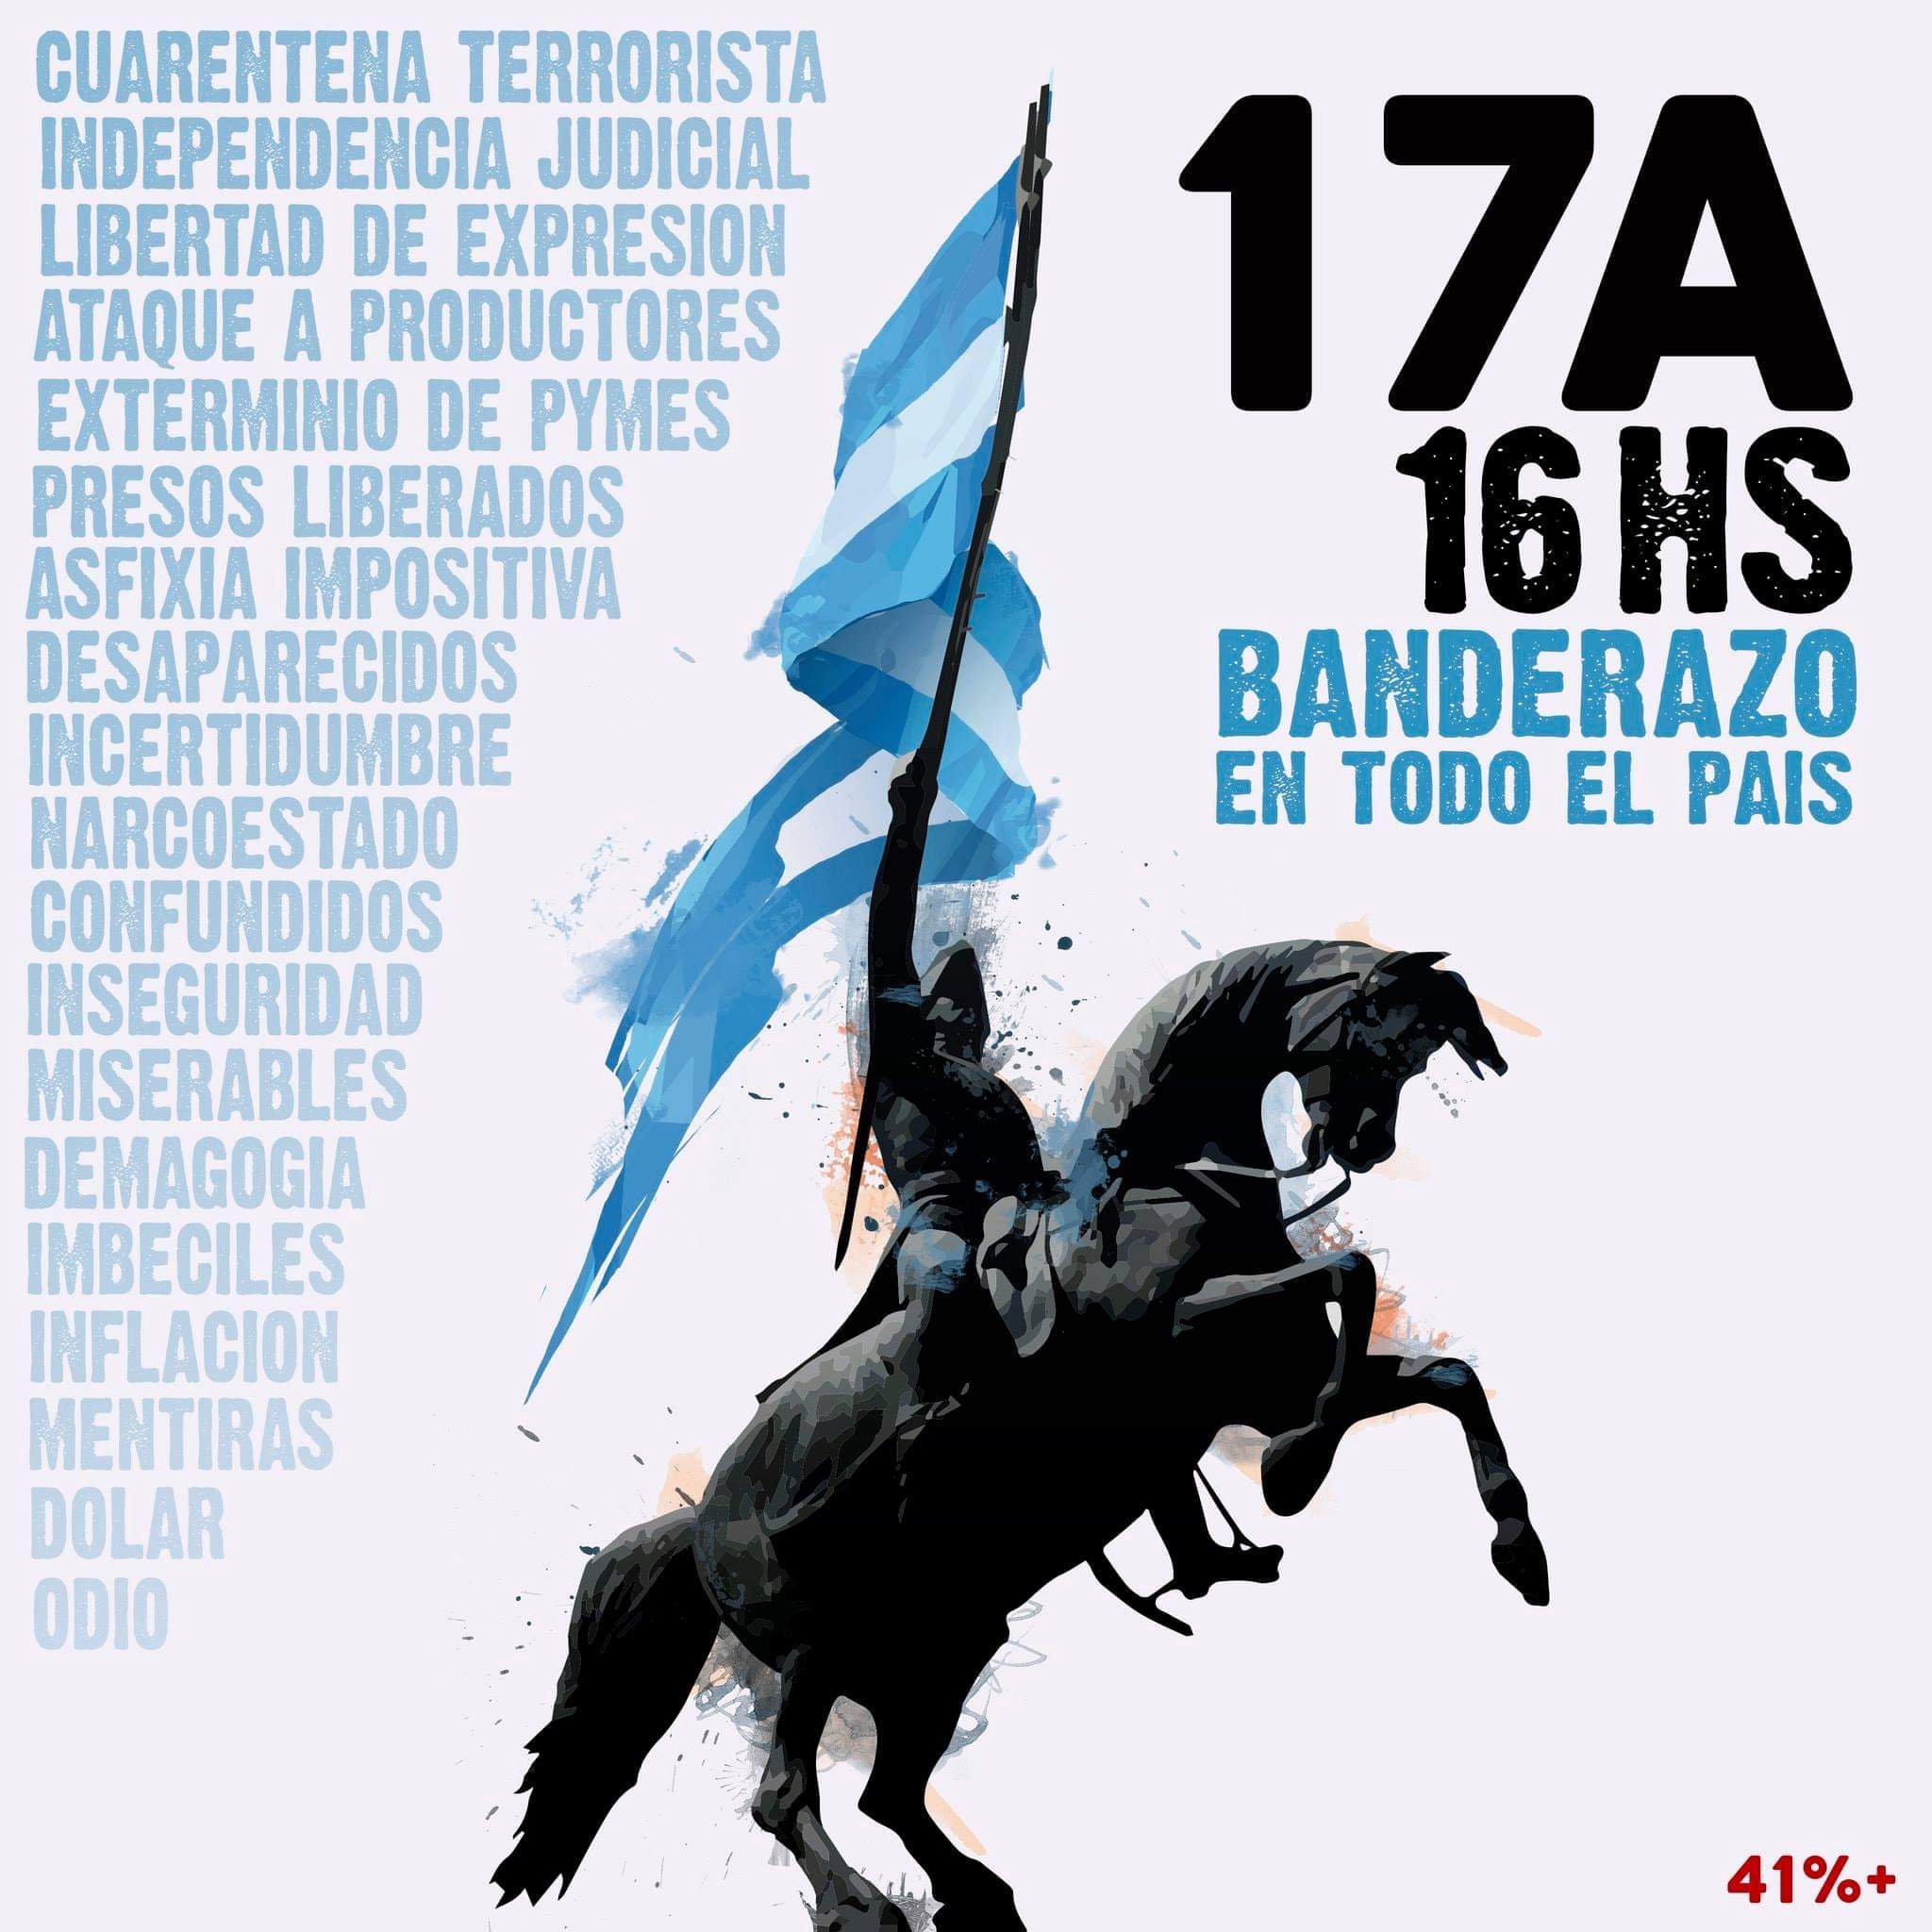 CUARENTENA TERRORISTA
INDEPENDENCIA JUDICIAL
LIBERTAD DE EXPRESION
ATAQUE A PRODUCTORES
EXTERMINIO DE PYMES
PRESOS LIBERADOS
ASFIXIA IMPOSITIVA
DESAPARECIDOS
INCERTIDUMBRE
NARCOESTADO
CONFUNDIDOS
INSEGURIDAD
MISERABLES
DEMAGOGIA
IMBECILES
INFLACION
MENTIRAS
DOLAR
ODIO
17A
16 HS
BANDERAZO
EN TODO EL PAIS
41%+